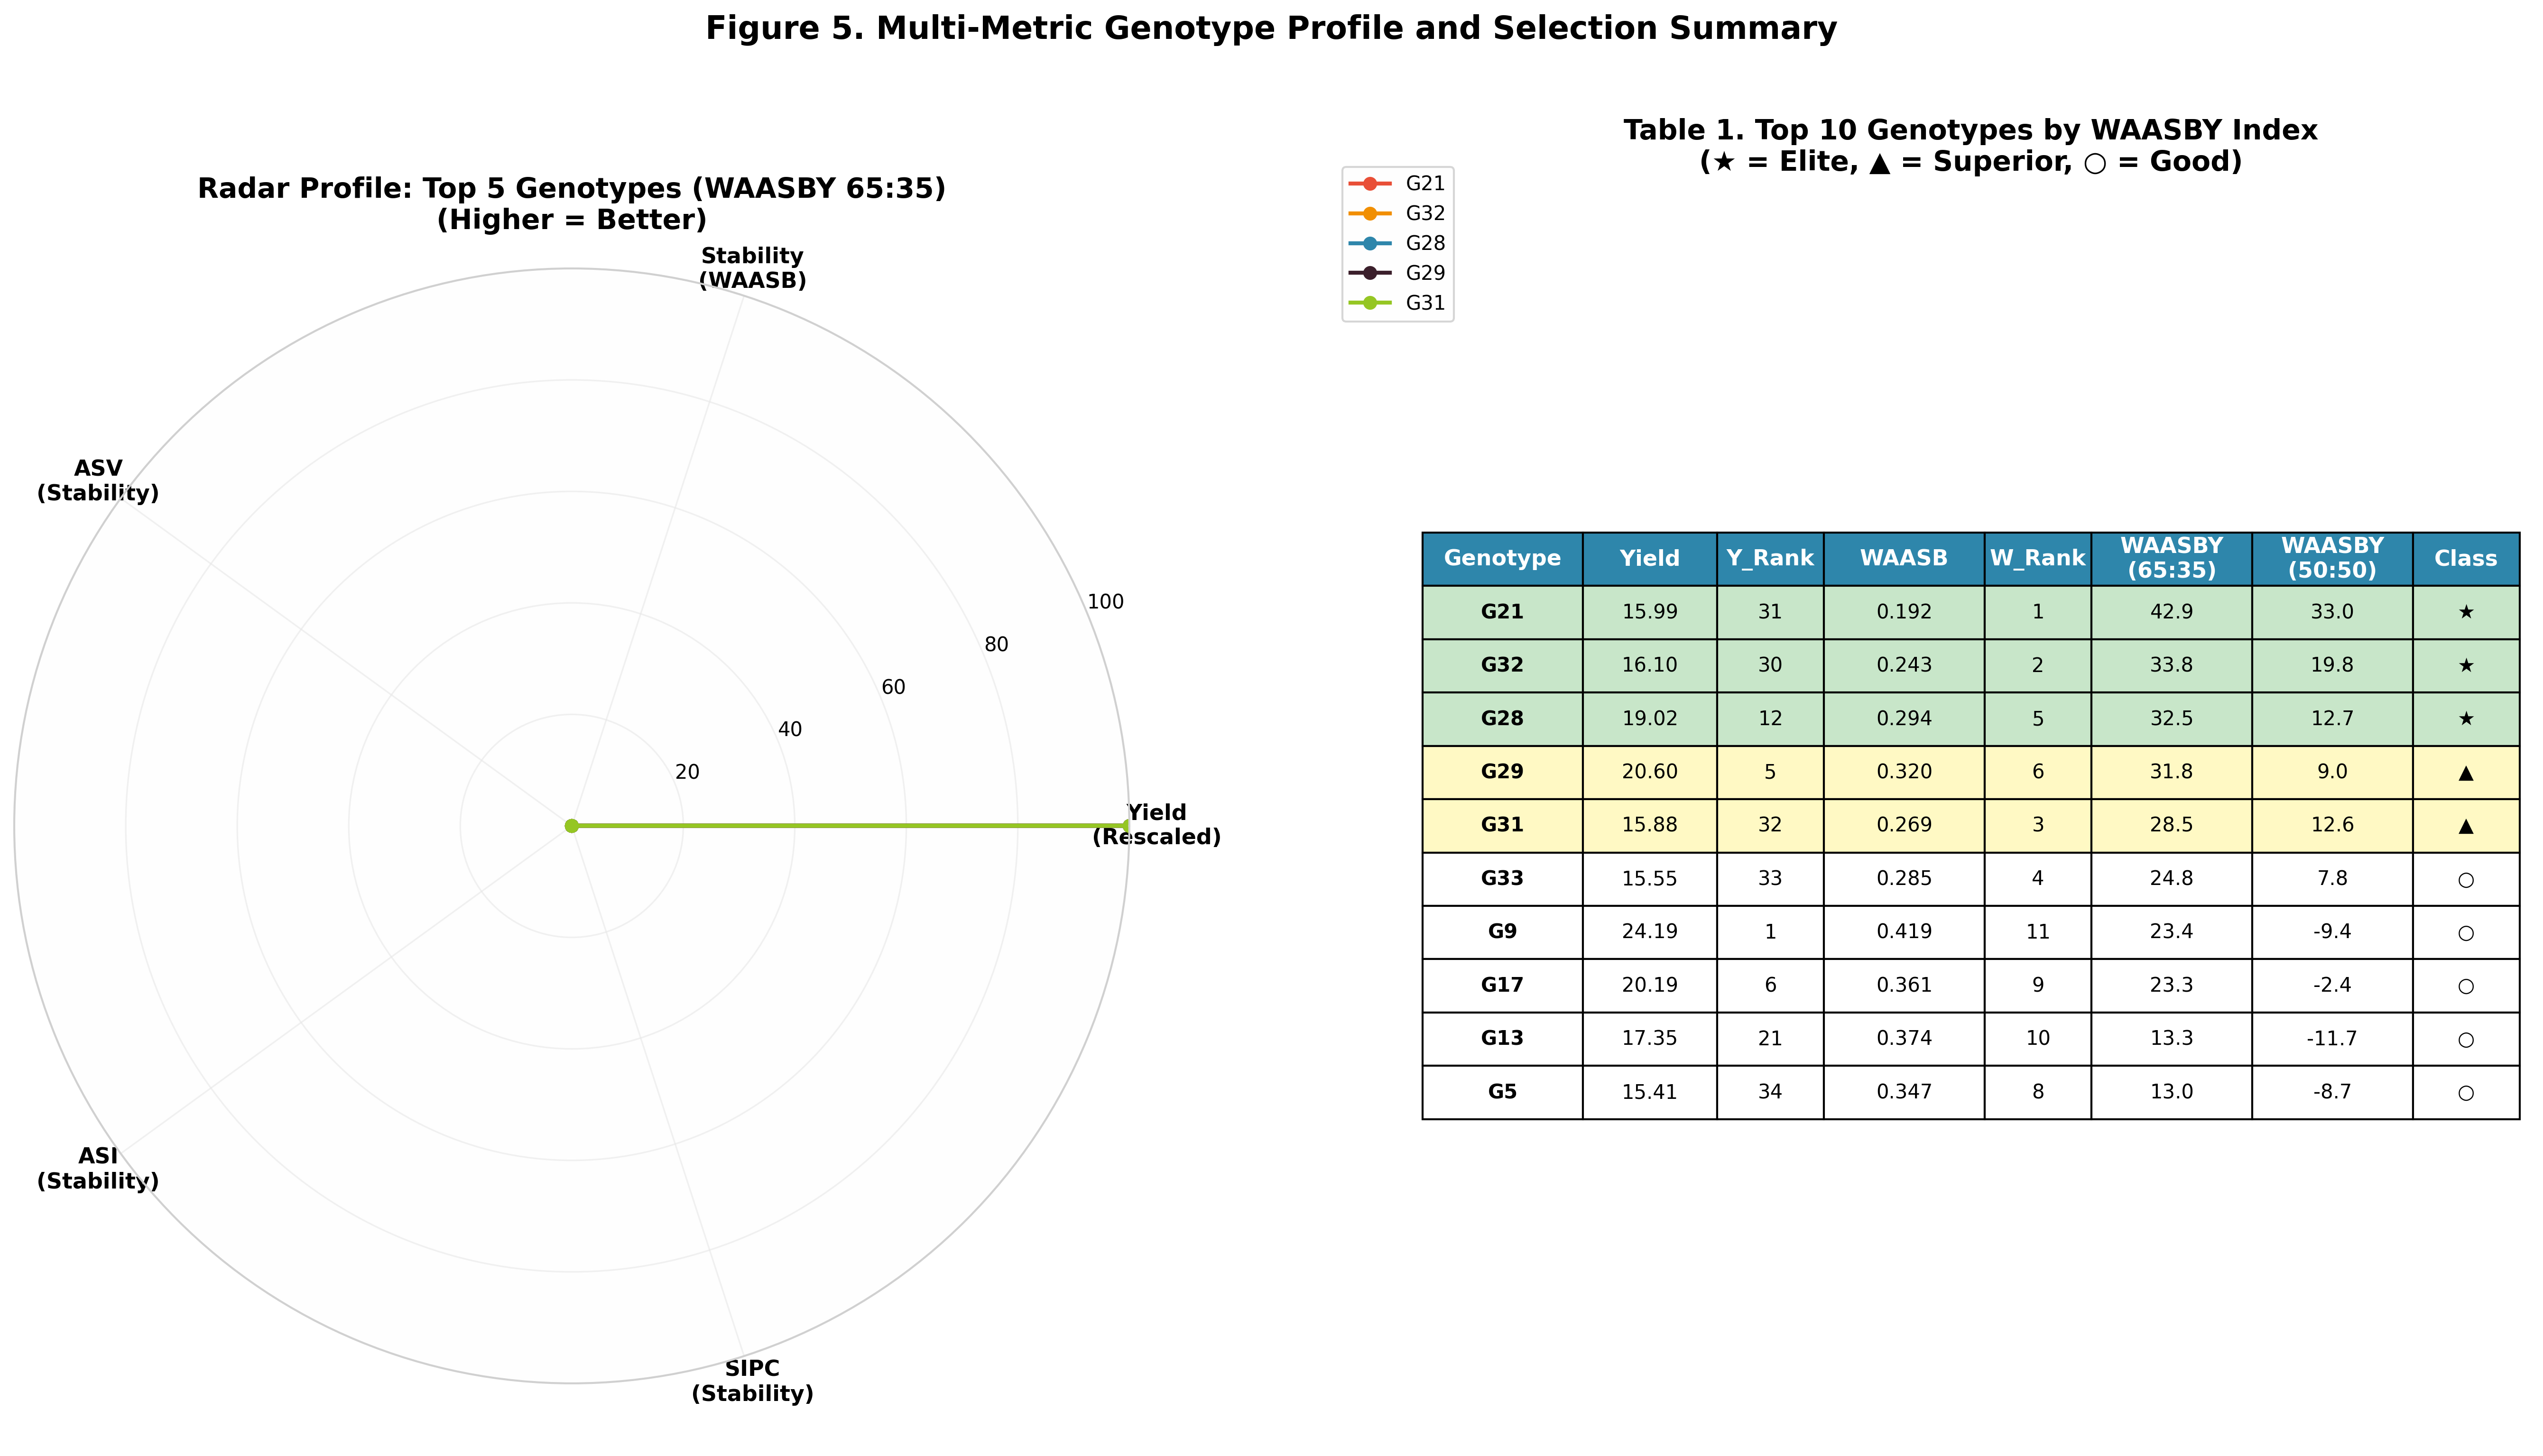 Figure 5. Multi-Metric Genotype Profile and Selection Summary
Radar Profile: Top 5 Genotypes (WAASBY 65:35)
(Higher = Better)
Stability
(WAASB)
ASV
(Stability)
100
80
60
40
20
Yield
(Rescaled)
ASI
(Stability)
SIPC
(Stability)
G21
G32
G28
G29
G31
Table 1. Top 10 Genotypes by WAASBY Index
(★ = Elite, ▲ = Superior, ○ = Good)
Genotype Yield Y_Rank WAASB W_Rank WAASBY (65:35) WAASBY (50:50) Class
G21 15.99 31 0.192 1 42.9 33.0 ★
G32 16.10 30 0.243 2 33.8 19.8 ★
G28 19.02 12 0.294 5 32.5 12.7 ★
G29 20.60 5 0.320 6 31.8 9.0 ▲
G31 15.88 32 0.269 3 28.5 12.6 ▲
G33 15.55 33 0.285 4 24.8 7.8 ○
G9 24.19 1 0.419 11 23.4 -9.4 ○
G17 20.19 6 0.361 9 23.3 -2.4 ○
G13 17.35 21 0.374 10 13.3 -11.7 ○
G5 15.41 34 0.347 8 13.0 -8.7 ○